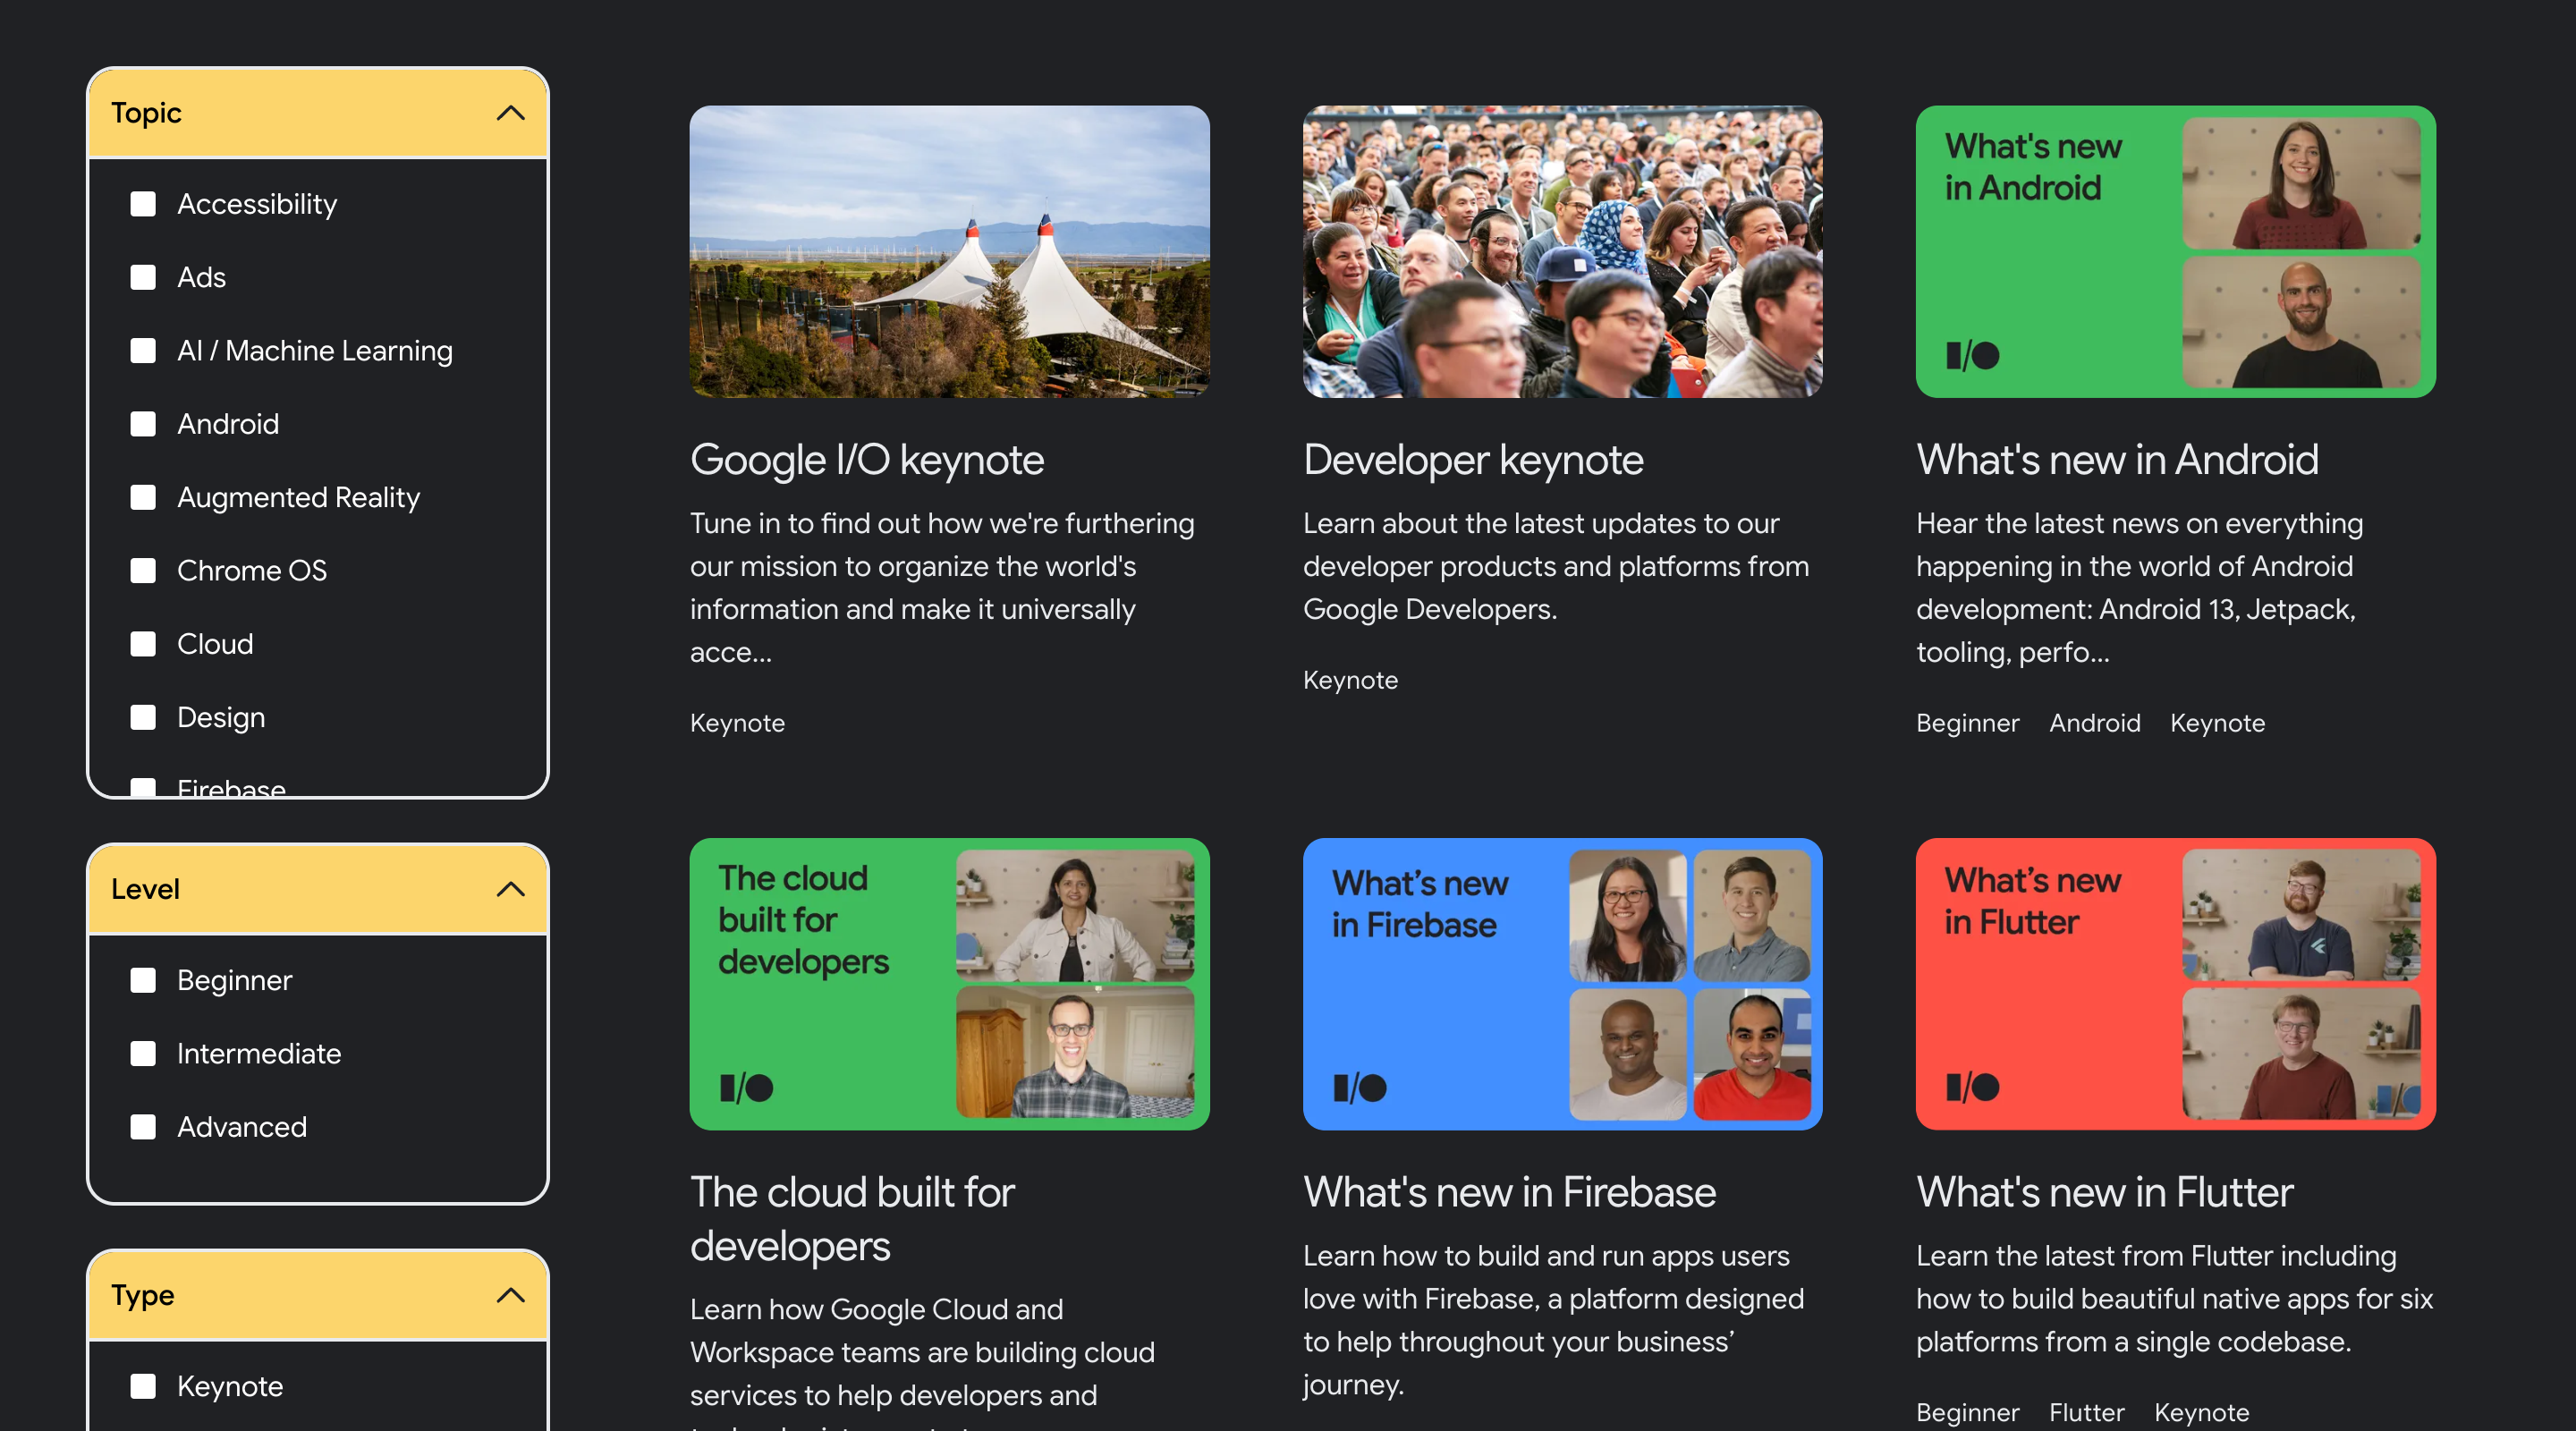 Topic
Accessibility
Ads
AI / Machine Learning
Android
Augmented Reality
Chrome OS
Cloud
Design
Firebase
Level
Beginner
Intermediate
Advanced
Type
Keynote
Google I/O keynote
Tune in to find out how we're furthering
our mission to organize the world's
information and make it universally
acce...
Keynote
Developer keynote
Learn about the latest updates to our
developer products and platforms from
Google Developers.
Keynote
What's new
in Android
I/O
What's new in Android
Hear the latest news on everything
happening in the world of Android
development: Android 13, Jetpack,
tooling, perfo...
Beginner Android Keynote
The cloud
built for
developers
I/O
The cloud built for
developers
Learn how Google Cloud and
Workspace teams are building cloud
services to help developers and
What’s new
in Firebase
I/O
What's new in Firebase
Learn how to build and run apps users
love with Firebase, a platform designed
to help throughout your business’
journey.
What’s new
in Flutter
I/O
What's new in Flutter
Learn the latest from Flutter including
how to build beautiful native apps for six
platforms from a single codebase.
Beginner Flutter Keynote